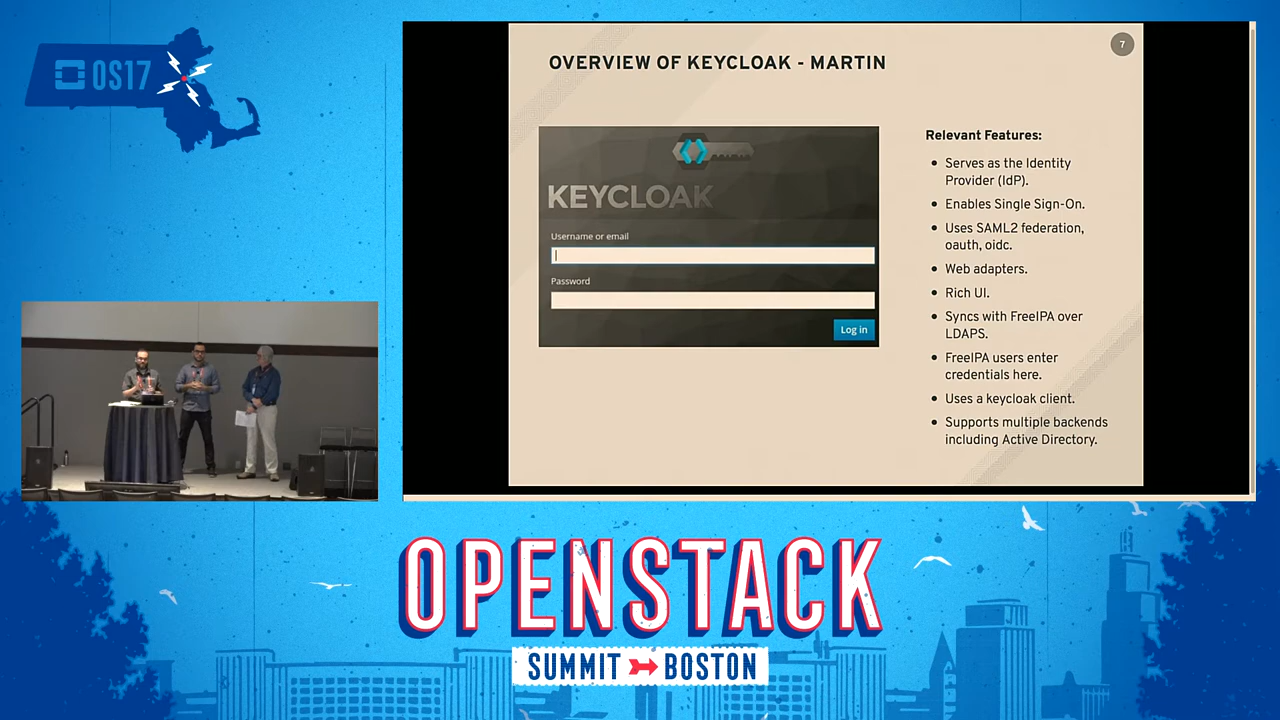 OS17
7
OVERVIEW OF KEYCLOAK - MARTIN
KEYCLOAK
Username or email
Password
Log in
Relevant Features:
Serves as the Identity
Provider (IdP).
Enables Single Sign-On.
Uses SAML2 federation,
oauth, oidc.
Web adapters.
Rich UI.
Syncs with FreeIPA over
LDAPS.
FreeIPA users enter
credentials here.
Uses a keycloak client.
Supports multiple backends
including Active Directory.
OPENSTACK
SUMMIT BOSTON